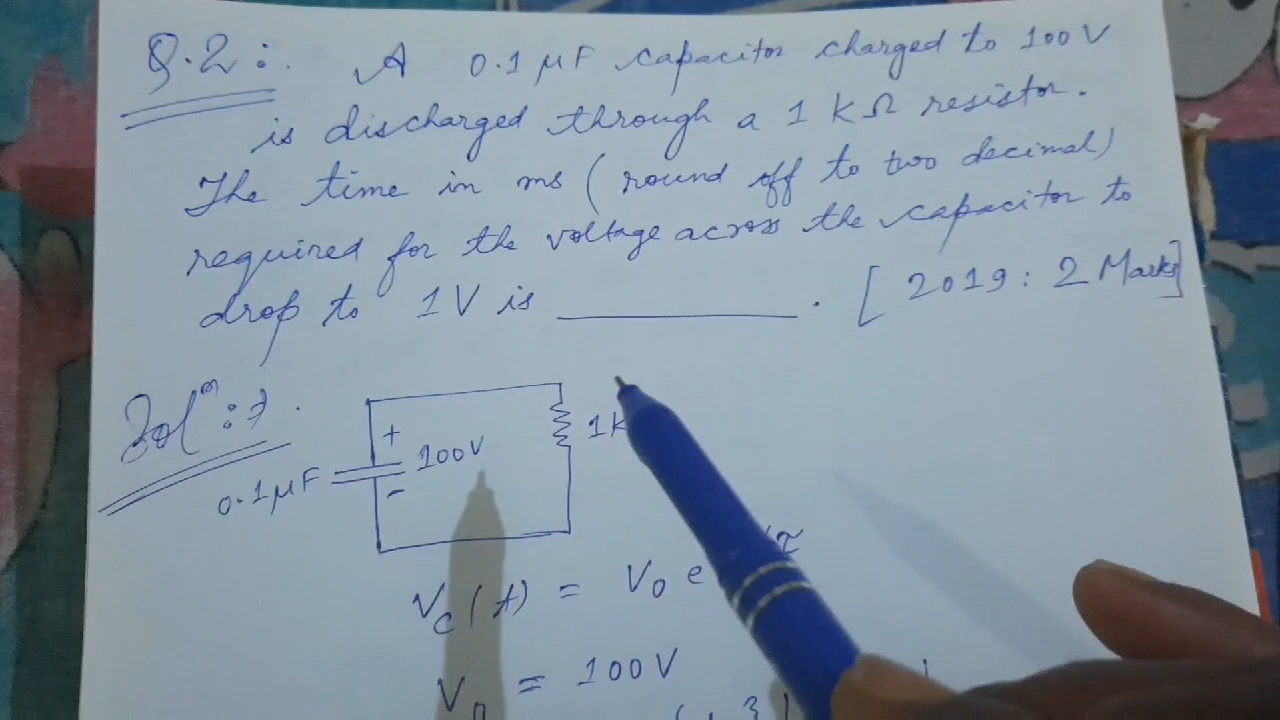 Q.2:. A 0.1 μF capacitor charged to 100V
is discharged through a 1 kΩ resistor.
The time in ms (round off to two decimal)
required for the voltage across the capacitor to
drop to 1V is ________ . [2019: 2 Marks]
Solⁿ:→.
+
100V
1k
0.1μF
-
Vc(t) = V0 e /τ
V0 = 100V